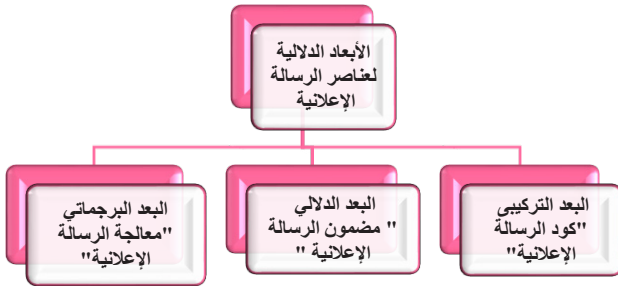 الأبعاد الدلالية
لعناصر الرسالة
الإعلانية
البعد التركيبى
"كود الرسالة
الإعلانية"
البعد الدلالي
" مضمون الرسالة
الإعلانية "
البعد البرجماتي
"معالجة الرسالة
الإعلانية"